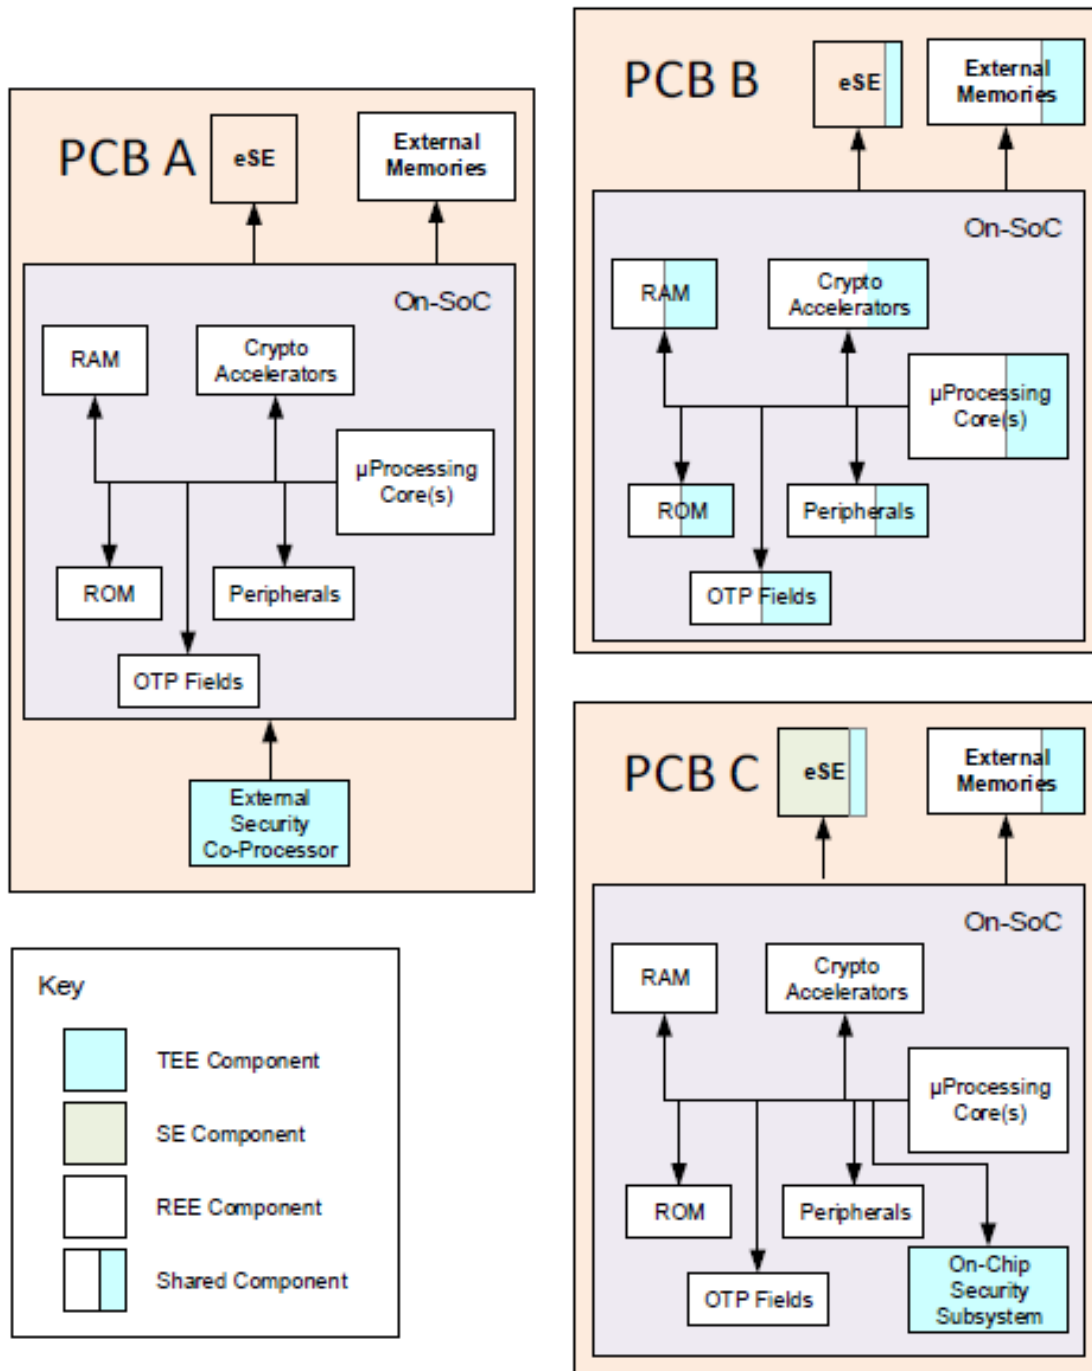 PCB A
eSE
External
Memories
On-SoC
RAM
Crypto
Accelerators
µProcessing
Core(s)
ROM
Peripherals
OTP Fields
External
Security
Co-Processor
PCB B
eSE
External
Memories
On-SoC
RAM
Crypto
Accelerators
µProcessing
Core(s)
ROM
Peripherals
OTP Fields
PCB C
eSE
External
Memories
On-SoC
RAM
Crypto
Accelerators
µProcessing
Core(s)
ROM
Peripherals
OTP Fields
On-Chip
Security
Subsystem
Key
TEE Component
SE Component
REE Component
Shared Component